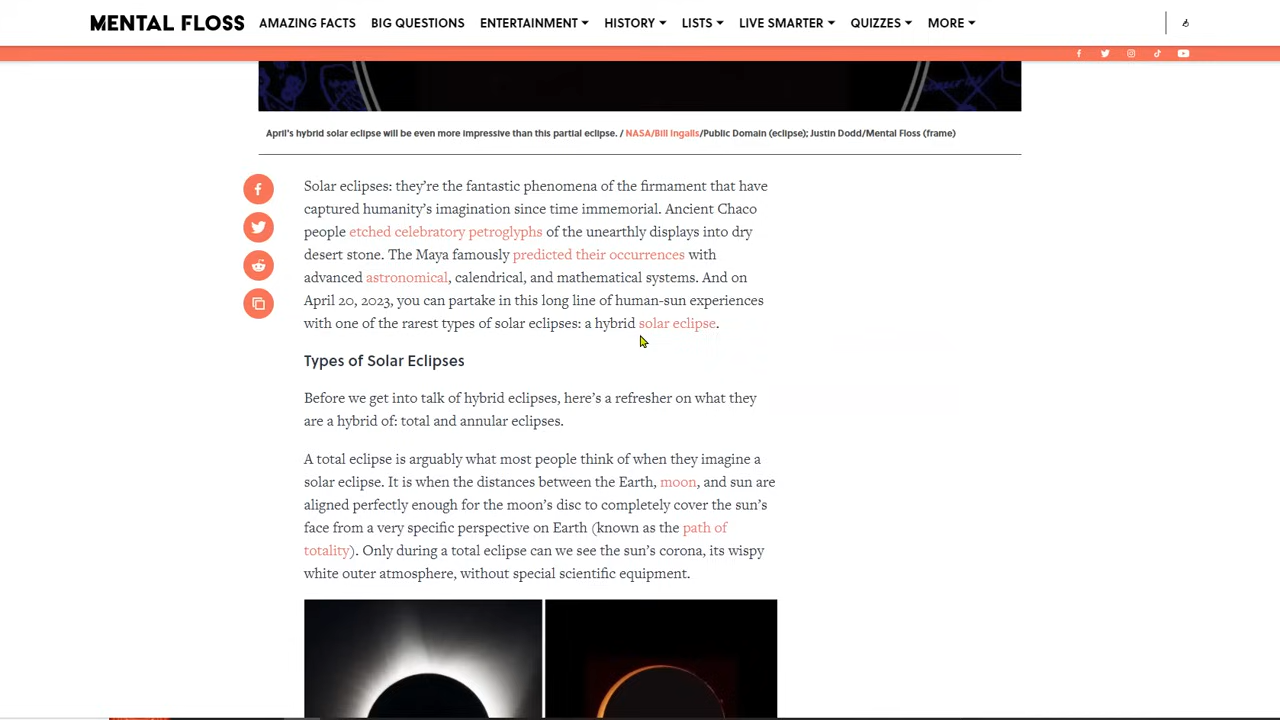 MENTAL FLOSS AMAZING FACTS BIG QUESTIONS ENTERTAINMENT HISTORY LISTS LIVE SMARTER QUIZZES MORE
April's hybrid solar eclipse will be even more impressive than this partial eclipse. / NASA/Bill Ingalls/Public Domain (eclipse); Justin Dodd/Mental Floss (frame)
Solar eclipses: they’re the fantastic phenomena of the firmament that have
captured humanity’s imagination since time immemorial. Ancient Chaco
people etched celebratory petroglyphs of the unearthly displays into dry
desert stone. The Maya famously predicted their occurrences with
advanced astronomical, calendrical, and mathematical systems. And on
April 20, 2023, you can partake in this long line of human-sun experiences
with one of the rarest types of solar eclipses: a hybrid solar eclipse.
Types of Solar Eclipses
Before we get into talk of hybrid eclipses, here’s a refresher on what they
are a hybrid of: total and annular eclipses.
A total eclipse is arguably what most people think of when they imagine a
solar eclipse. It is when the distances between the Earth, moon, and sun are
aligned perfectly enough for the moon’s disc to completely cover the sun’s
face from a very specific perspective on Earth (known as the path of
totality). Only during a total eclipse can we see the sun’s corona, its wispy
white outer atmosphere, without special scientific equipment.